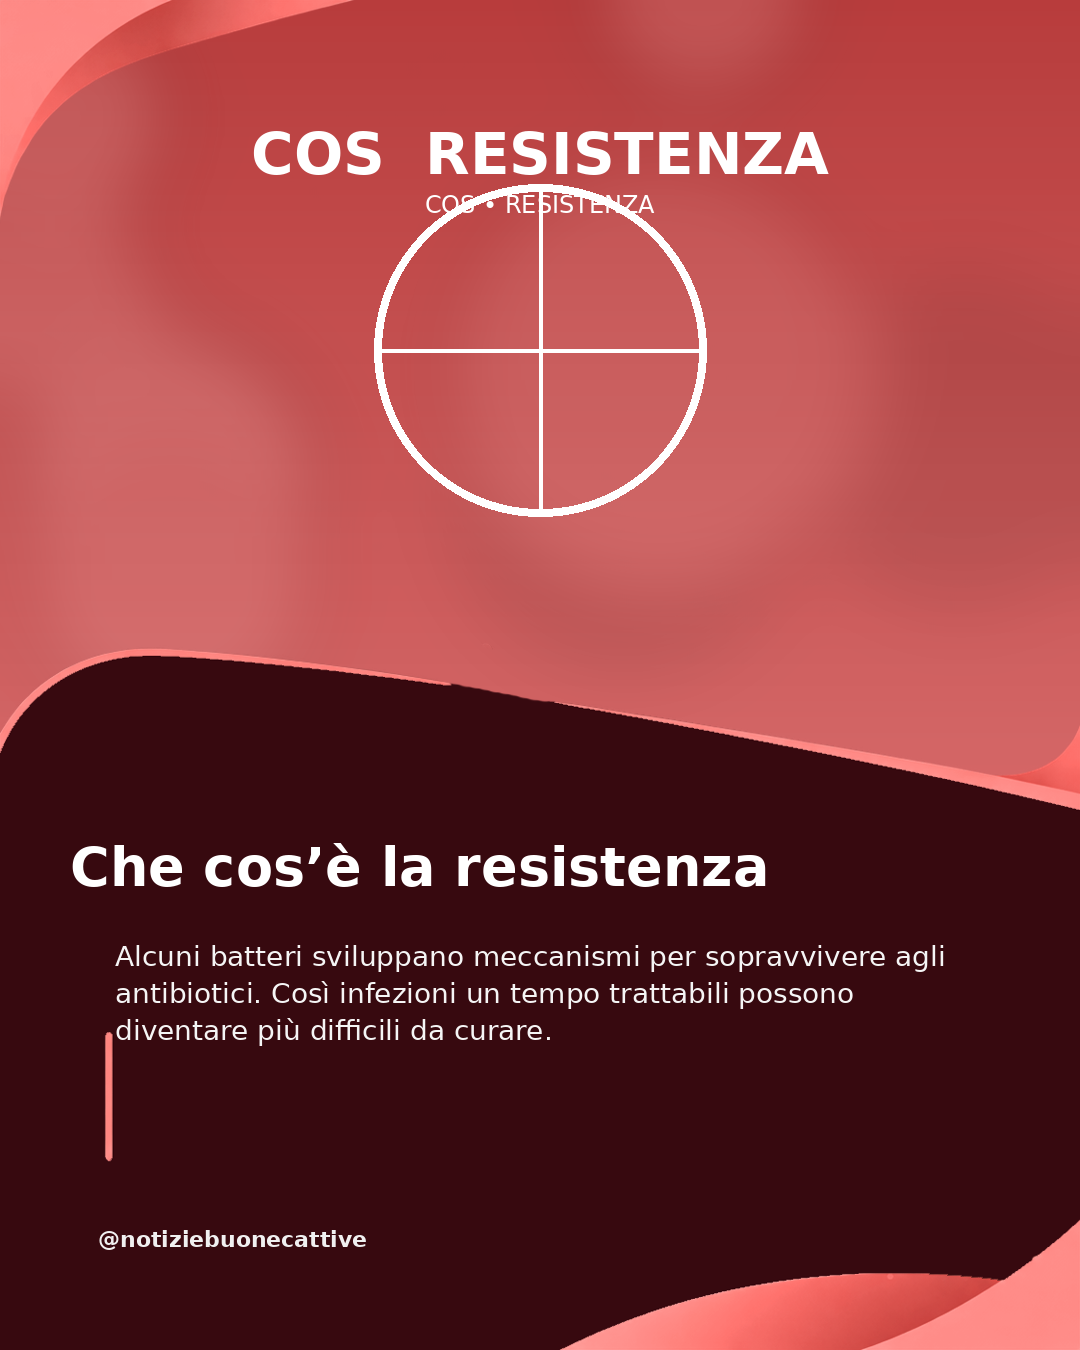 COS RESISTENZA
COS • RESISTENZA
Che cos’è la resistenza
Alcuni batteri sviluppano meccanismi per sopravvivere agli
antibiotici. Così infezioni un tempo trattabili possono
diventare più difficili da curare.
@notiziebuonecattive